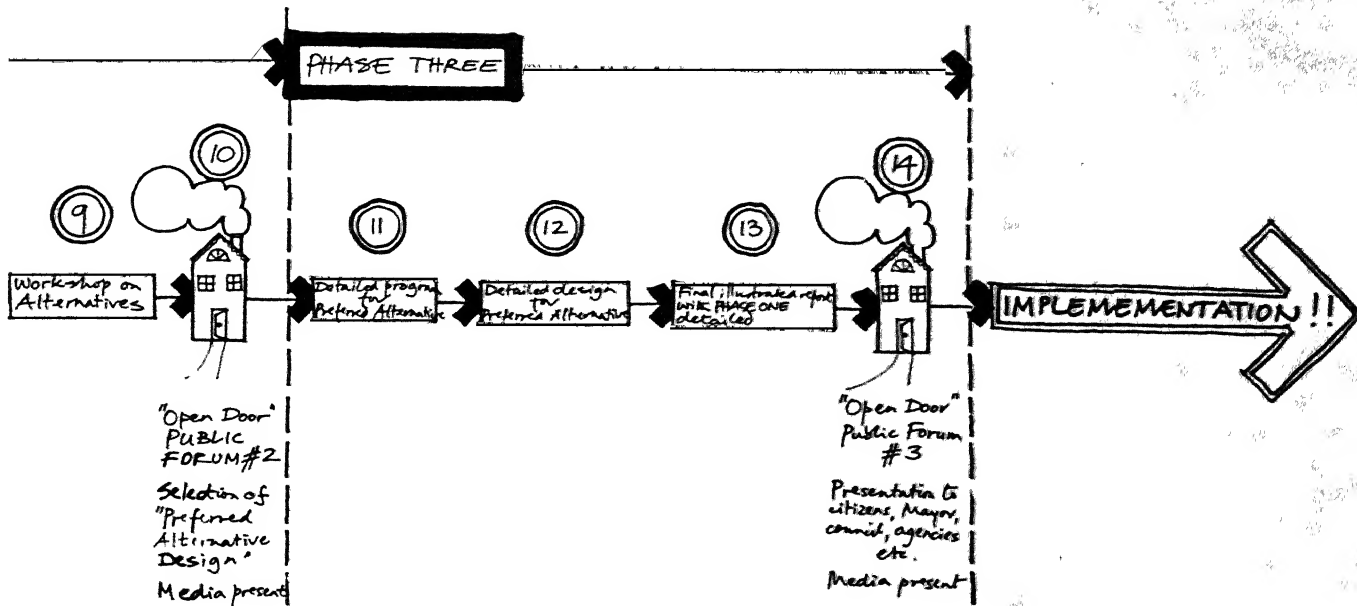 PHASE THREE
9
10
11
12
13
14
Workshop on
Alternatives
Detailed program
for
Preferred Alternative
Detailed design
for
Preferred Alternative
Final illustrated report
with PHASE ONE
detailed
IMPLEMEMENTATION!!
"Open Door"
PUBLIC
FORUM #2
Selection of
"Preferred
Alternative
Design"
Media present
"Open Door"
Public Forum
#3
Presentation to
citizens, Mayor,
council, agencies
etc.
Media present